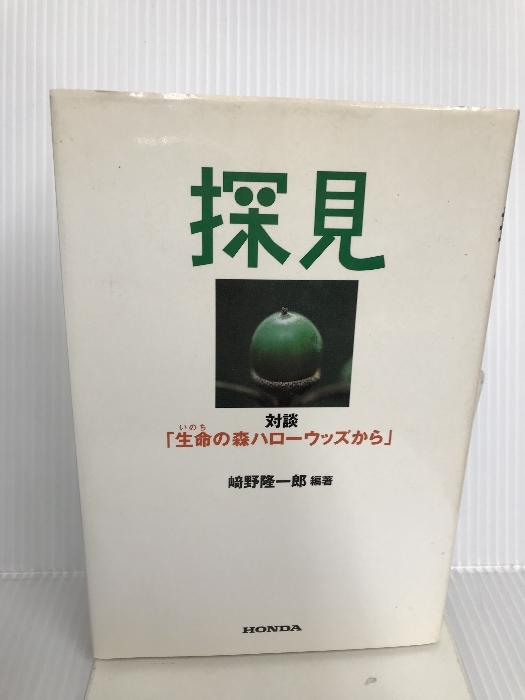 探見
対談
いのち
「生命の森ハローウッズから」
﨑野隆一郎 編著
HONDA